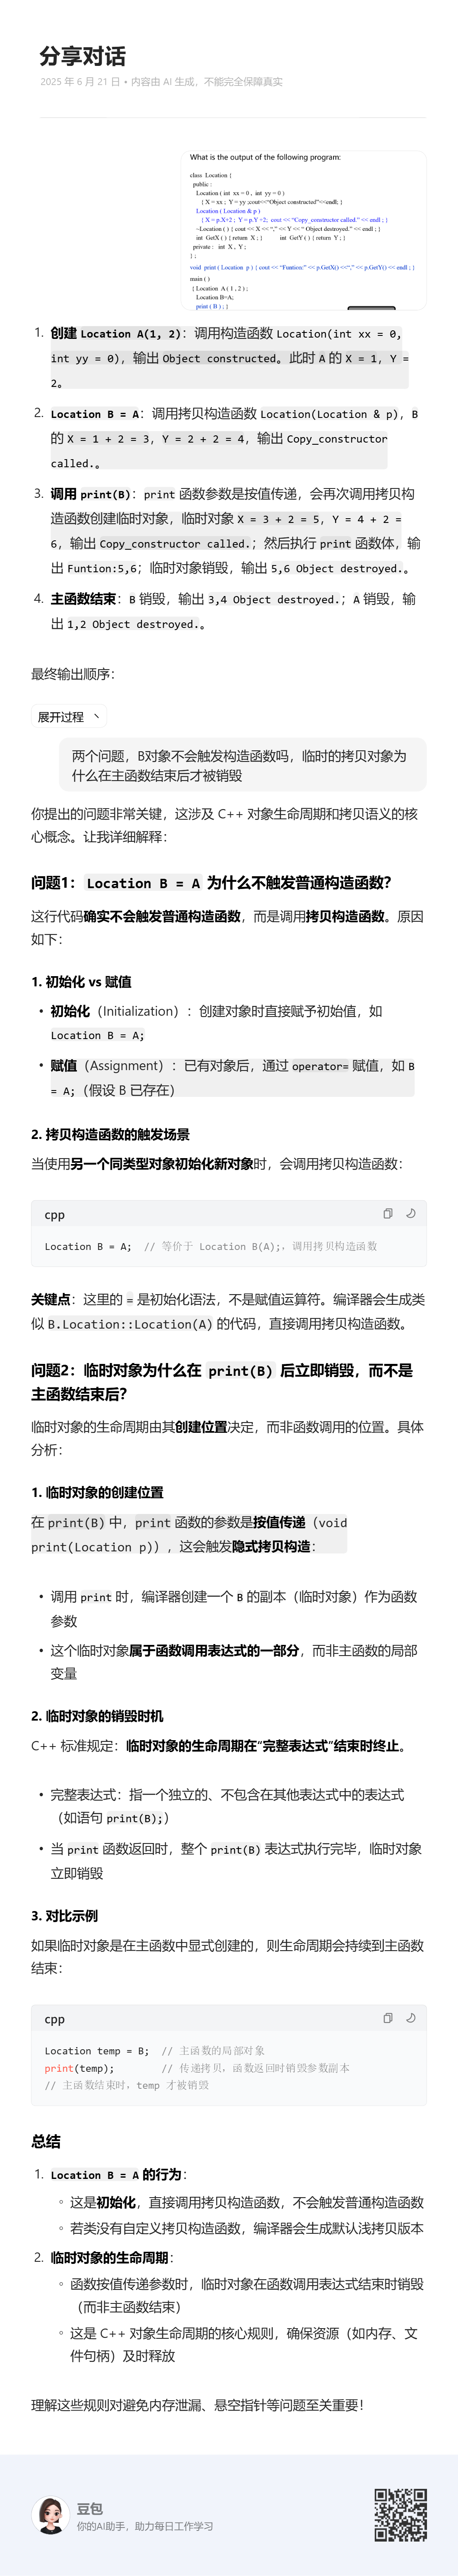 分享对话
2025 年 6 月 21 日 • 内容由 AI 生成，不能完全保障真实
What is the output of the following program:
class Location {
public :
Location ( int xx = 0 , int yy = 0 )
{ X = xx ; Y = yy ;cout<<“Object constructed”<<endl; }
Location ( Location & p )
{ X = p.X+2 ; Y = p.Y +2; cout << “Copy_constructor called.” << endl ; }
~Location ( ) { cout << X << “,” << Y << “ Object destroyed.” << endl ; }
int GetX ( ) { return X ; } int GetY ( ) { return Y ; }
private : int X , Y ;
} ;
void print ( Location p ) { cout << “Funtion:” << p.GetX() <<“,” << p.GetY() << endl ; }
main ( )
{ Location A ( 1 , 2 ) ;
Location B=A;
print ( B ) ; }
1. 创建 Location A(1, 2)：调用构造函数 Location(int xx = 0,
int yy = 0)，输出 Object constructed。此时 A 的 X = 1, Y =
2。
2. Location B = A：调用拷贝构造函数 Location(Location & p)，B
的 X = 1 + 2 = 3，Y = 2 + 2 = 4，输出 Copy_constructor
called.。
3. 调用 print(B)：print 函数参数是按值传递，会再次调用拷贝构
造函数创建临时对象，临时对象 X = 3 + 2 = 5，Y = 4 + 2 =
6，输出 Copy_constructor called.；然后执行 print 函数体，输
出 Funtion:5,6；临时对象销毁，输出 5,6 Object destroyed.。
4. 主函数结束：B 销毁，输出 3,4 Object destroyed.；A 销毁，输
出 1,2 Object destroyed.。
最终输出顺序：
展开过程
两个问题，B对象不会触发构造函数吗，临时的拷贝对象为
什么在主函数结束后才被销毁
你提出的问题非常关键，这涉及 C++ 对象生命周期和拷贝语义的核
心概念。让我详细解释：
问题1：Location B = A 为什么不触发普通构造函数？
这行代码确实不会触发普通构造函数，而是调用拷贝构造函数。原因
如下：
1. 初始化 vs 赋值
• 初始化（Initialization）：创建对象时直接赋予初始值，如
Location B = A;
• 赋值（Assignment）：已有对象后，通过 operator= 赋值，如 B
= A;（假设 B 已存在）
2. 拷贝构造函数的触发场景
当使用另一个同类型对象初始化新对象时，会调用拷贝构造函数：
cpp
Location B = A; // 等价于 Location B(A);，调用拷贝构造函数
关键点：这里的 = 是初始化语法，不是赋值运算符。编译器会生成类
似 B.Location::Location(A) 的代码，直接调用拷贝构造函数。
问题2：临时对象为什么在 print(B) 后立即销毁，而不是
主函数结束后？
临时对象的生命周期由其创建位置决定，而非函数调用的位置。具体
分析：
1. 临时对象的创建位置
在 print(B) 中，print 函数的参数是按值传递（void
print(Location p)），这会触发隐式拷贝构造：
• 调用 print 时，编译器创建一个 B 的副本（临时对象）作为函数
参数
• 这个临时对象属于函数调用表达式的一部分，而非主函数的局部
变量
2. 临时对象的销毁时机
C++ 标准规定：临时对象的生命周期在“完整表达式”结束时终止。
• 完整表达式：指一个独立的、不包含在其他表达式中的表达式
（如语句 print(B);）
• 当 print 函数返回时，整个 print(B) 表达式执行完毕，临时对象
立即销毁
3. 对比示例
如果临时对象是在主函数中显式创建的，则生命周期会持续到主函数
结束：
cpp
Location temp = B; // 主函数的局部对象
print(temp); // 传递拷贝，函数返回时销毁参数副本
// 主函数结束时，temp 才被销毁
总结
1. Location B = A 的行为：
◦ 这是初始化，直接调用拷贝构造函数，不会触发普通构造函数
◦ 若类没有自定义拷贝构造函数，编译器会生成默认浅拷贝版本
2. 临时对象的生命周期：
◦ 函数按值传递参数时，临时对象在函数调用表达式结束时销毁
（而非主函数结束）
◦ 这是 C++ 对象生命周期的核心规则，确保资源（如内存、文
件句柄）及时释放
理解这些规则对避免内存泄漏、悬空指针等问题至关重要！
豆包
你的AI助手，助力每日工作学习